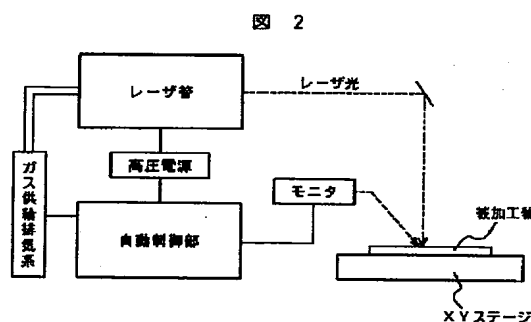 図 2
レーザ管
レーザ光
高圧電源
モニタ
ガス供給排気系
自動制御部
被加工物
XYステージ